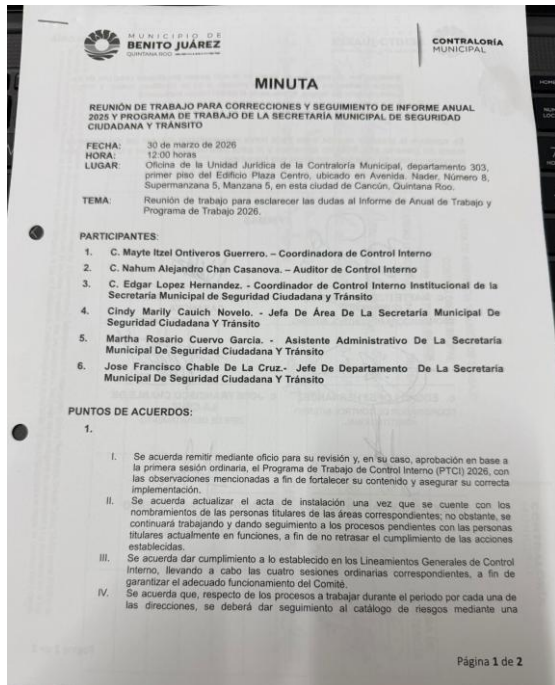 MUNICIPIO DE
BENITO JUÁREZ
QUINTANA ROO
CONTRALORÍA
MUNICIPAL
MINUTA
REUNIÓN DE TRABAJO PARA CORRECCIONES Y SEGUIMIENTO DE INFORME ANUAL
2025 Y PROGRAMA DE TRABAJO DE LA SECRETARÍA MUNICIPAL DE SEGURIDAD
CIUDADANA Y TRÁNSITO
FECHA: 30 de marzo de 2026
HORA: 12:00 horas
LUGAR: Oficina de la Unidad Jurídica de la Contraloría Municipal, departamento 303,
primer piso del Edificio Plaza Centro, ubicado en Avenida. Nader, Número 8,
Supermanzana 5, Manzana 5, en esta ciudad de Cancún, Quintana Roo.
TEMA: Reunión de trabajo para esclarecer las dudas al Informe de Anual de Trabajo y
Programa de Trabajo 2026.
PARTICIPANTES:
1. C. Mayte Itzel Ontiveros Guerrero. – Coordinadora de Control Interno
2. C. Nahum Alejandro Chan Casanova. – Auditor de Control Interno
3. C. Edgar Lopez Hernandez. - Coordinador de Control Interno Institucional de la
Secretaría Municipal de Seguridad Ciudadana y Tránsito
4. Cindy Marily Cauich Novelo. - Jefa De Área De La Secretaría Municipal De
Seguridad Ciudadana Y Tránsito
5. Martha Rosario Cuervo Garcia. - Asistente Administrativo De La Secretaría
Municipal De Seguridad Ciudadana Y Tránsito
6. Jose Francisco Chable De La Cruz.- Jefe De Departamento De La Secretaría
Municipal De Seguridad Ciudadana Y Tránsito
PUNTOS DE ACUERDOS:
1.
I. Se acuerda remitir mediante oficio para su revisión y, en su caso, aprobación en base a
la primera sesión ordinaria, el Programa de Trabajo de Control Interno (PTCI) 2026, con
las observaciones mencionadas a fin de fortalecer su contenido y asegurar su correcta
implementación.
II. Se acuerda actualizar el acta de instalación una vez que se cuente con los
nombramientos de las personas titulares de las áreas correspondientes; no obstante, se
continuará trabajando y dando seguimiento a los procesos pendientes con las personas
titulares actualmente en funciones, a fin de no retrasar el cumplimiento de las acciones
establecidas.
III. Se acuerda dar cumplimiento a lo establecido en los Lineamientos Generales de Control
Interno, llevando a cabo las cuatro sesiones ordinarias correspondientes, a fin de
garantizar el adecuado funcionamiento del Comité.
IV. Se acuerda que, respecto de los procesos a trabajar durante el periodo por cada una de
las direcciones, se deberá dar seguimiento al catálogo de riesgos mediante una
Página 1 de 2